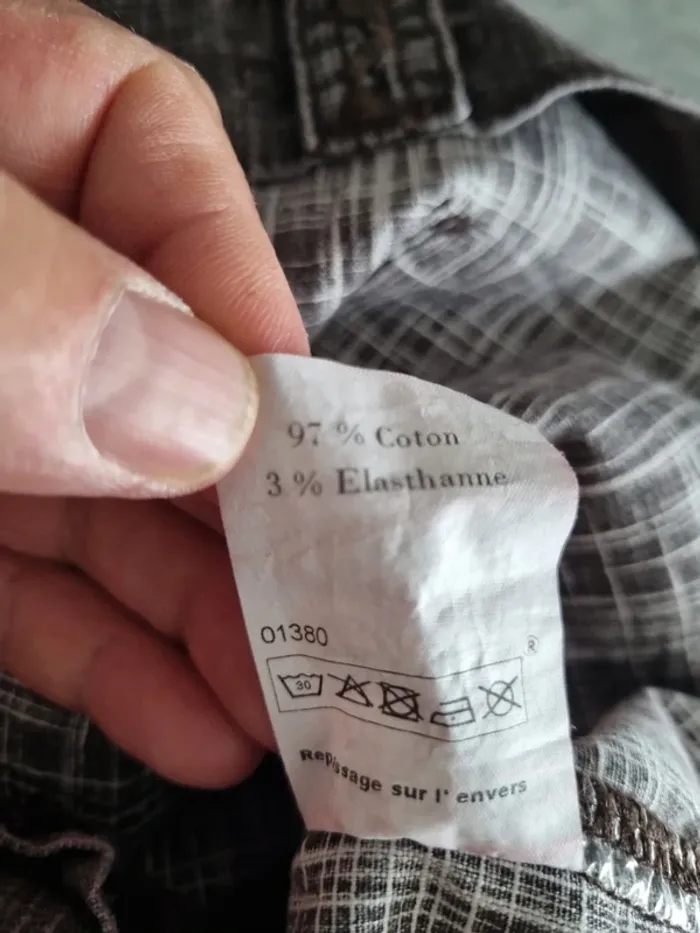 97 % Coton
3 % Elasthanne
01380
®
30
Repassage sur l' envers